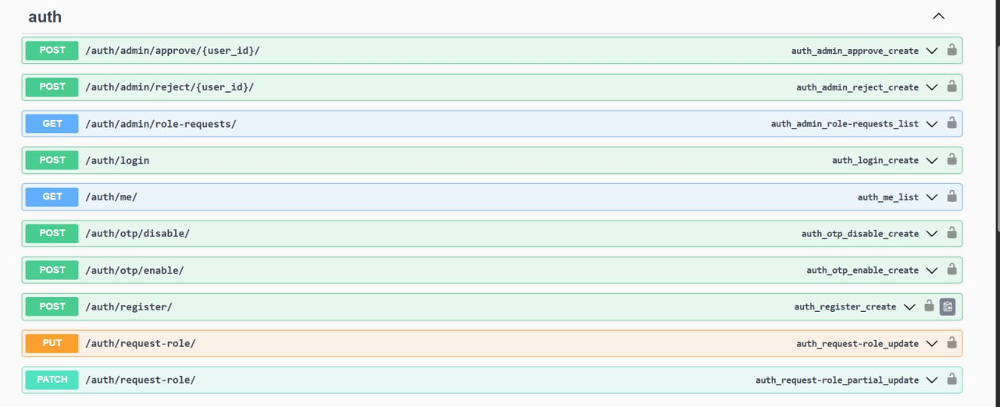 auth
POST /auth/admin/approve/{user_id}/ auth_admin_approve_create
POST /auth/admin/reject/{user_id}/ auth_admin_reject_create
GET /auth/admin/role-requests/ auth_admin_role-requests_list
POST /auth/login auth_login_create
GET /auth/me/ auth_me_list
POST /auth/otp/disable/ auth_otp_disable_create
POST /auth/otp/enable/ auth_otp_enable_create
POST /auth/register/ auth_register_create
PUT /auth/request-role/ auth_request-role_update
PATCH /auth/request-role/ auth_request-role_partial_update